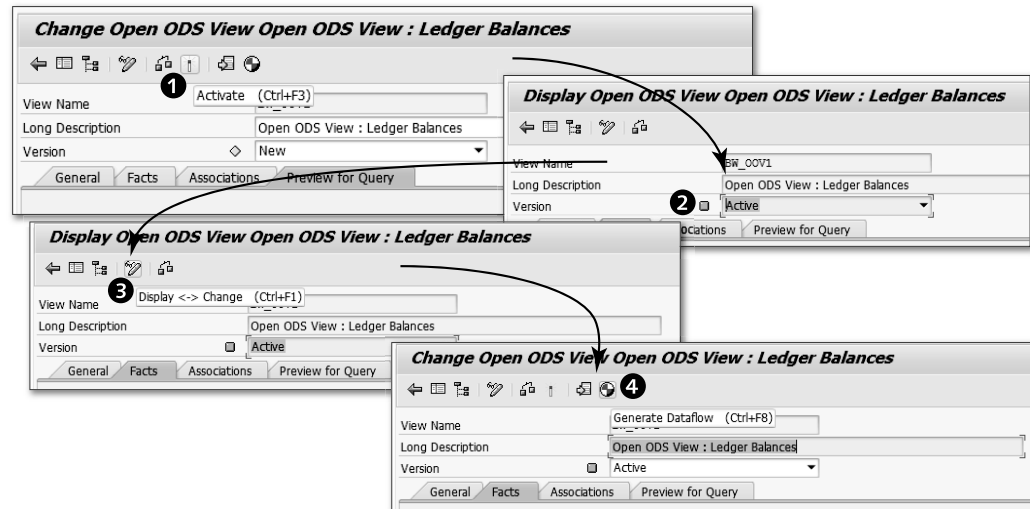 Change Open ODS View Open ODS View : Ledger Balances
1
Activate (Ctrl+F3)
View Name
Long Description Open ODS View : Ledger Balances
Version New
General Facts Associations Preview for Query
Display Open ODS View Open ODS View : Ledger Balances
View Name BW_OOV1
Long Description Open ODS View : Ledger Balances
Version 2 Active
ociations Preview for Query
Display Open ODS View Open ODS View : Ledger Balances
3
Display <-> Change (Ctrl+F1)
View Name
Long Description Open ODS View : Ledger Balances
Version Active
General Facts Associations Preview for Query
Change Open ODS View Open ODS View : Ledger Balances
4
Generate Dataflow (Ctrl+F8)
View Name
Long Description Open ODS View : Ledger Balances
Version Active
General Facts Associations Preview for Query